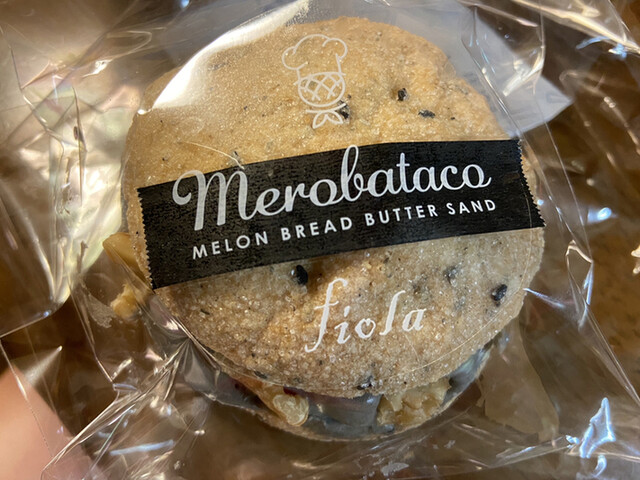 Merobataco
MELON BREAD BUTTER SAND
fiola